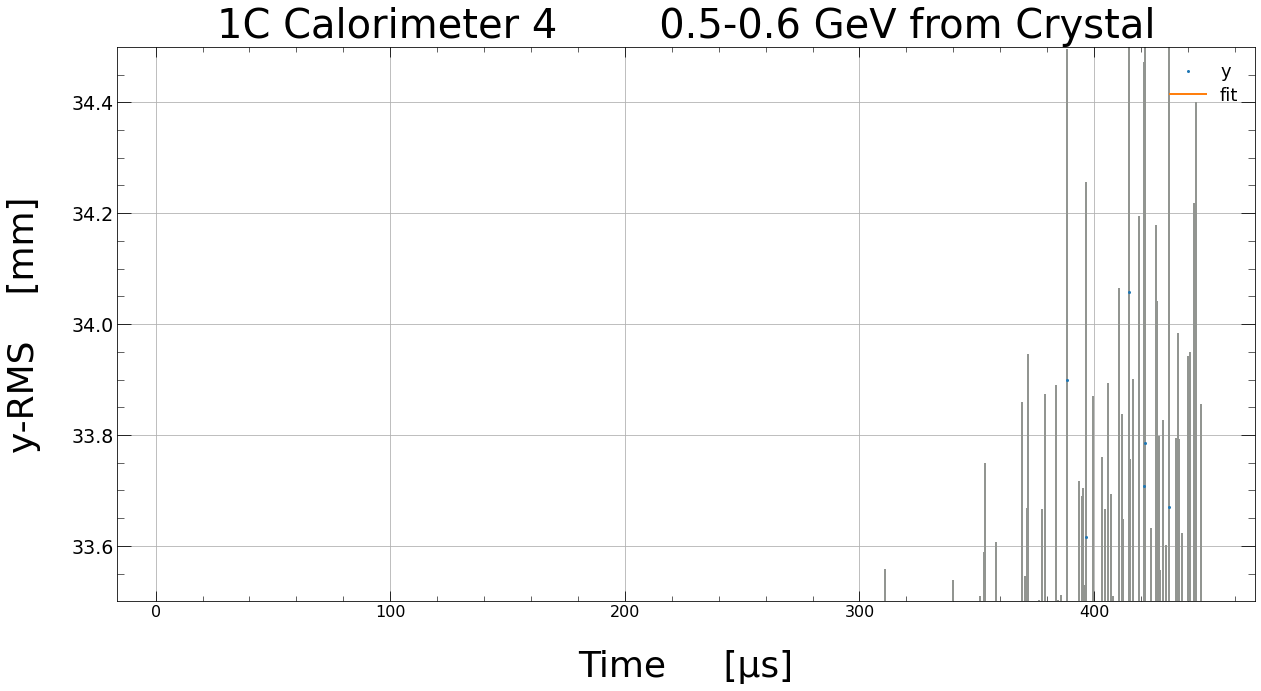 1C Calorimeter 4 0.5-0.6 GeV from Crystal
y
fit
34.4
34.2
34.0
33.8
33.6
y-RMS [mm]
0 100 200 300 400
Time [µs]